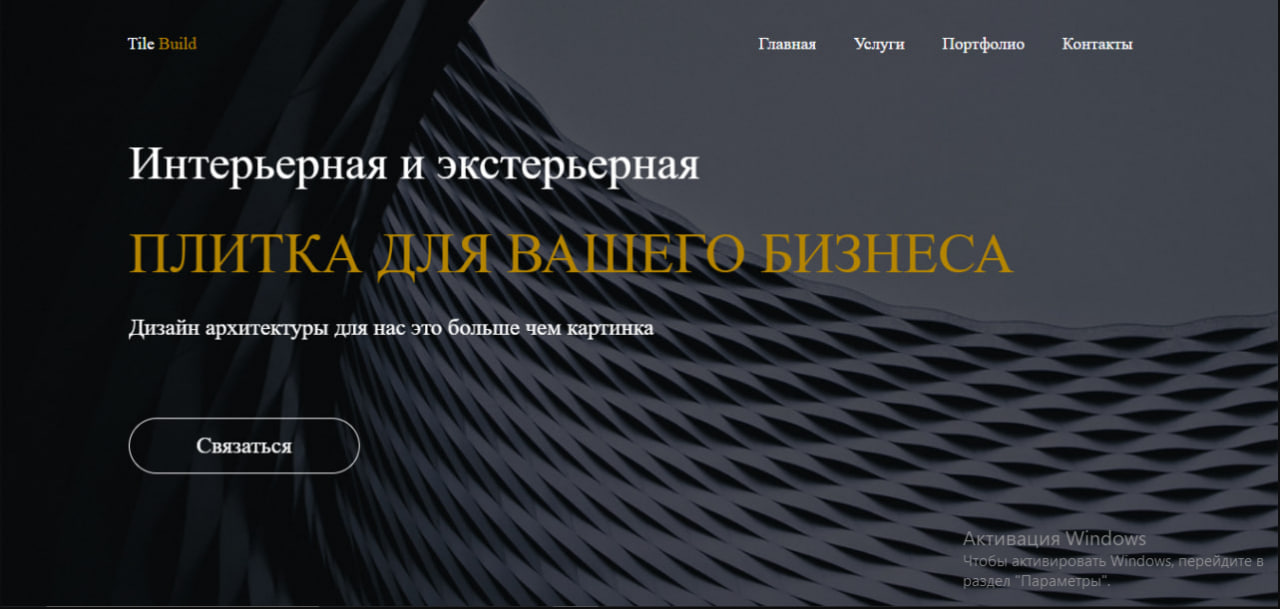 Tile Build
Главная Услуги Портфолио Контакты
Интерьерная и экстерьерная
ПЛИТКА ДЛЯ ВАШЕГО БИЗНЕСА
Дизайн архитектуры для нас это больше чем картинка
Связаться
Активация Windows
Чтобы активировать Windows, перейдите в
раздел "Параметры".